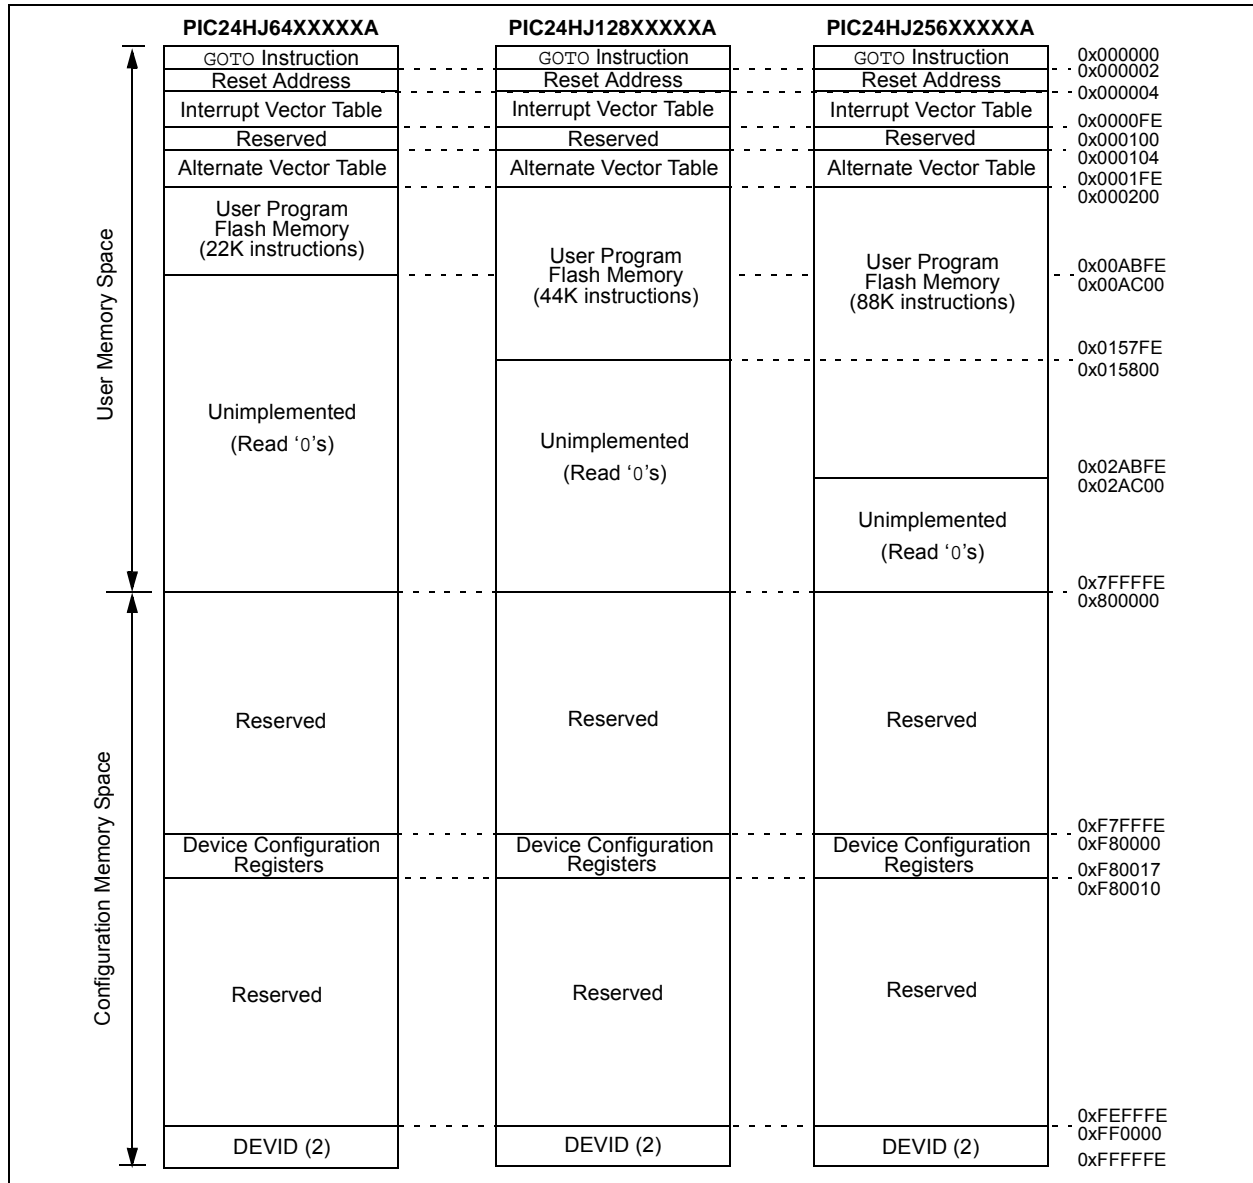 PIC24HJ64XXXXXA PIC24HJ128XXXXXA PIC24HJ256XXXXXA
GOTO Instruction GOTO Instruction GOTO Instruction 0x000000
0x000002
Reset Address Reset Address Reset Address
0x000004
Interrupt Vector Table Interrupt Vector Table Interrupt Vector Table
0x0000FE
Reserved Reserved Reserved 0x000100
0x000104
Alternate Vector Table Alternate Vector Table Alternate Vector Table
0x0001FE
0x000200
User Program
Flash Memory
(22K instructions)
User Program
Flash Memory
(44K instructions)
User Program
Flash Memory
(88K instructions)
0x00ABFE
0x00AC00
User Memory Space
0x0157FE
0x015800
Unimplemented
(Read ‘0’s)
Unimplemented
(Read ‘0’s)
0x02ABFE
0x02AC00
Unimplemented
(Read ‘0’s)
0x7FFFFE
0x800000
Reserved Reserved Reserved
Configuration Memory Space
0xF7FFFE
0xF80000
Device Configuration
Registers
Device Configuration
Registers
Device Configuration
Registers
0xF80017
0xF80010
Reserved Reserved Reserved
0xFEFFFE
0xFF0000
DEVID (2) DEVID (2) DEVID (2)
0xFFFFFE